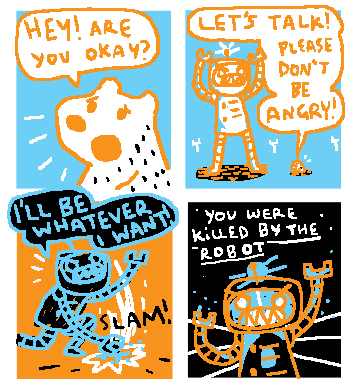 HEY! ARE
YOU OKAY?
LET'S TALK!
PLEASE
DON'T
BE
ANGRY!
I'LL BE
WHATEVER
I WANT!
SLAM!
YOU WERE
KiLLED BY THE
ROBOT